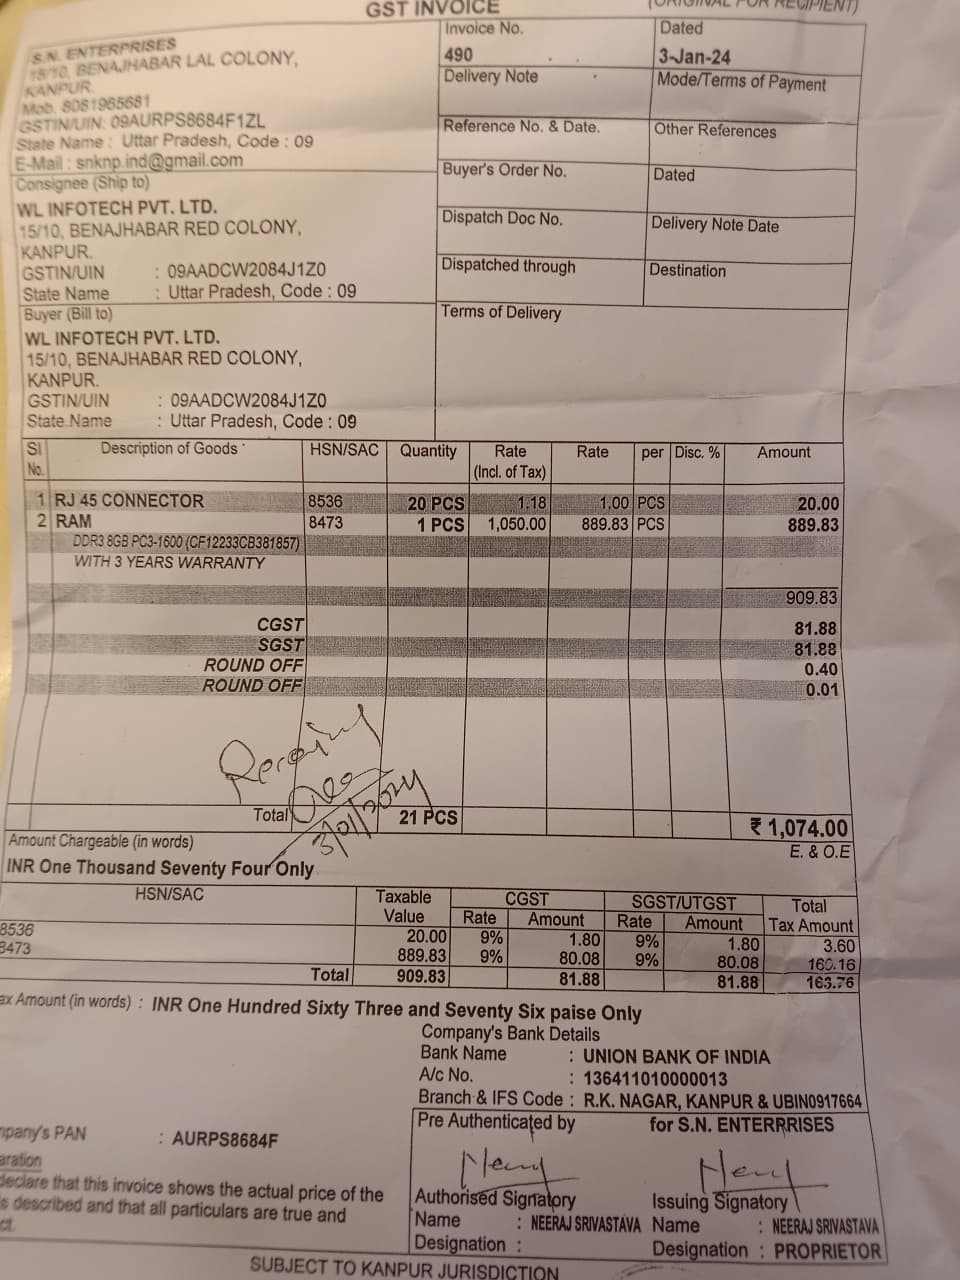 GST INVOICE
(ORIGINAL FOR RECIPIENT)
S.N. ENTERPRISES
15/10, BENAJHABAR LAL COLONY,
KANPUR.
Mob. 8081965681
GSTIN/UIN: 09AURPS8684F1ZL
State Name : Uttar Pradesh, Code : 09
E-Mail : snknp.ind@gmail.com
Invoice No.
490
Dated
3-Jan-24
Delivery Note
Mode/Terms of Payment
Reference No. & Date.
Other References
Buyer's Order No.
Dated
Dispatch Doc No.
Delivery Note Date
Dispatched through
Destination
Terms of Delivery
Consignee (Ship to)
WL INFOTECH PVT. LTD.
15/10, BENAJHABAR RED COLONY,
KANPUR.
GSTIN/UIN : 09AADCW2084J1Z0
State Name : Uttar Pradesh, Code : 09
Buyer (Bill to)
WL INFOTECH PVT. LTD.
15/10, BENAJHABAR RED COLONY,
KANPUR.
GSTIN/UIN : 09AADCW2084J1Z0
State Name : Uttar Pradesh, Code : 09
Sl No. Description of Goods HSN/SAC Quantity Rate (Incl. of Tax) Rate per Disc. % Amount
1 RJ 45 CONNECTOR 8536 20 PCS 1.18 1.00 PCS 20.00
2 RAM 8473 1 PCS 1,050.00 889.83 PCS 889.83
DDR3 8GB PC3-1600 (CF12233CB381857)
WITH 3 YEARS WARRANTY
909.83
CGST 81.88
SGST 81.88
ROUND OFF 0.40
ROUND OFF 0.01
3/01/2024
Total 21 PCS ₹ 1,074.00
E. & O.E
Amount Chargeable (in words)
INR One Thousand Seventy Four Only
HSN/SAC Taxable Value CGST Rate Amount SGST/UTGST Rate Amount Total Tax Amount
8536 20.00 9% 1.80 9% 1.80 3.60
8473 889.83 9% 80.08 9% 80.08 160.16
Total 909.83 81.88 81.88 163.76
ax Amount (in words) : INR One Hundred Sixty Three and Seventy Six paise Only
Company's Bank Details
Bank Name : UNION BANK OF INDIA
A/c No. : 136411010000013
Branch & IFS Code : R.K. NAGAR, KANPUR & UBIN0917664
mpany's PAN : AURPS8684F
aration
declare that this invoice shows the actual price of the
s described and that all particulars are true and
ct.
Pre Authenticated by
for S.N. ENTERPRISES
Authorised Signatory
Name : NEERAJ SRIVASTAVA
Designation :
Issuing Signatory
Name : NEERAJ SRIVASTAVA
Designation : PROPRIETOR
SUBJECT TO KANPUR JURISDICTION